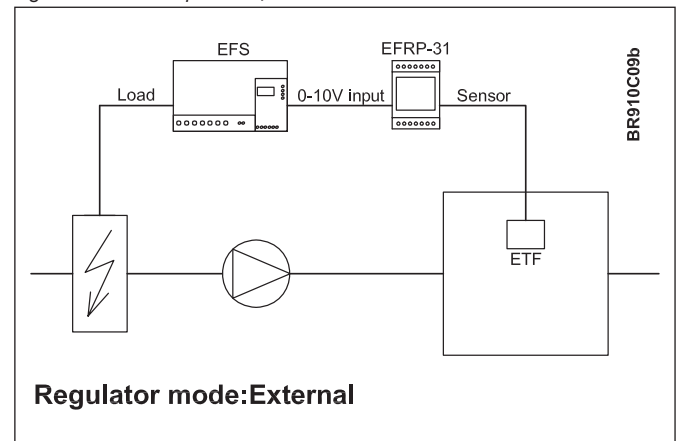 EFS
EFRP-31
Load
0-10V input
Sensor
BR910C09b
ETF
Regulator mode:External